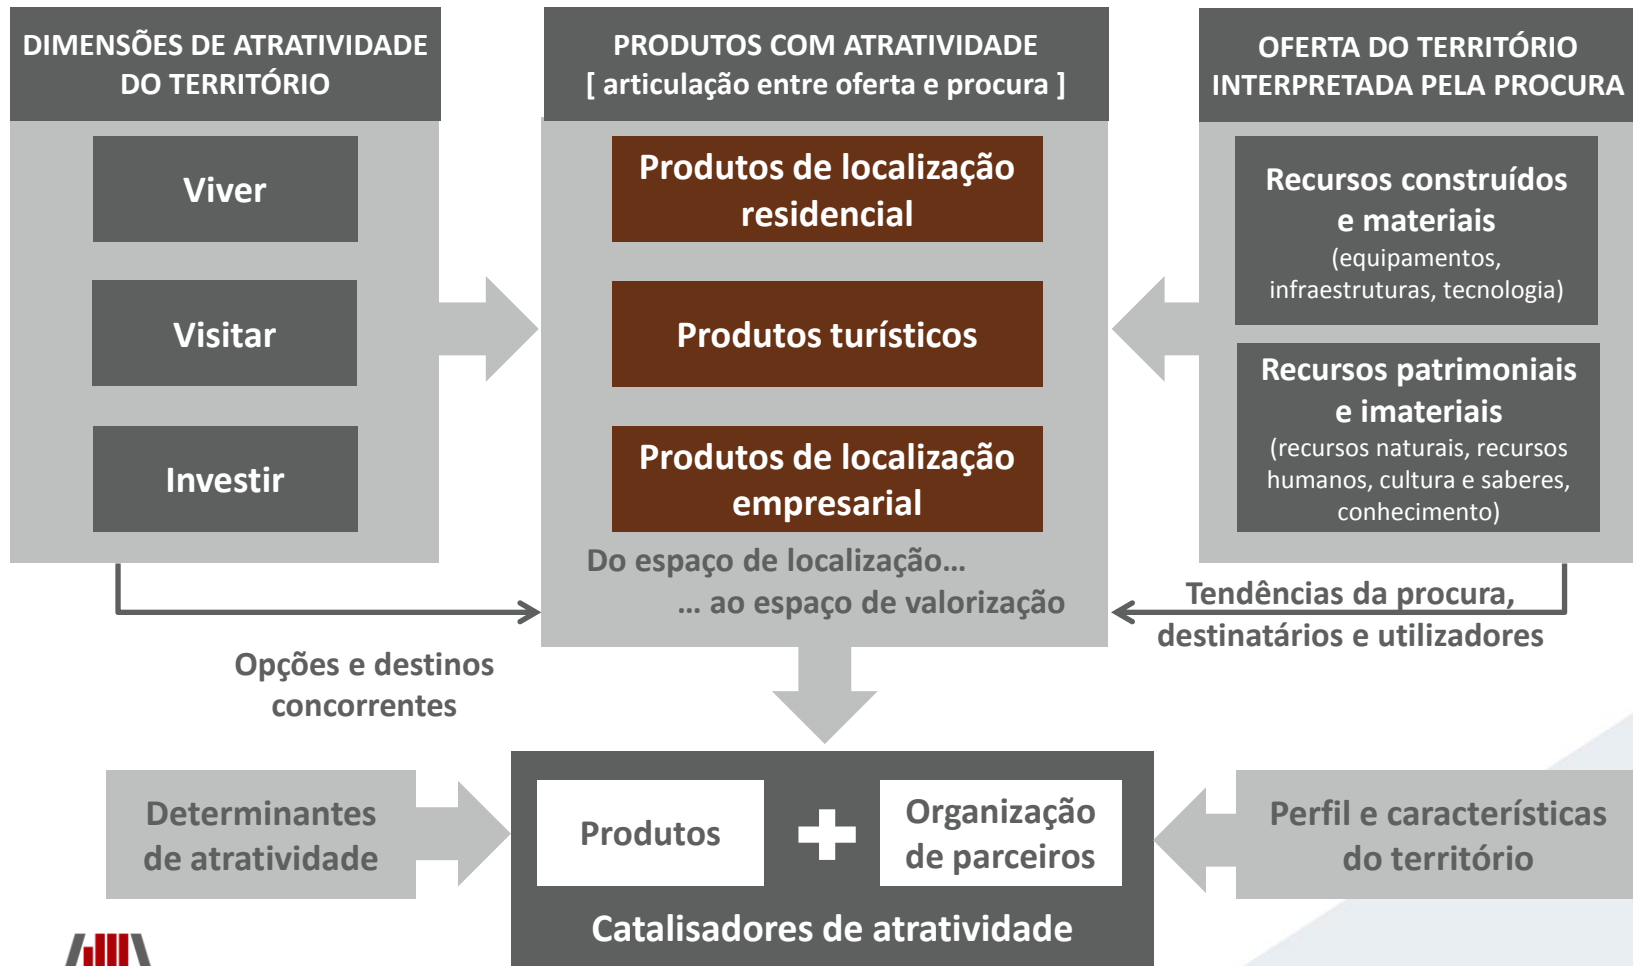 DIMENSÕES DE ATRATIVIDADE
DO TERRITÓRIO
Viver
Visitar
Investir
PRODUTOS COM ATRATIVIDADE
[ articulação entre oferta e procura ]
Produtos de localização
residencial
Produtos turísticos
Produtos de localização
empresarial
Do espaço de localização...
... ao espaço de valorização
OFERTA DO TERRITÓRIO
INTERPRETADA PELA PROCURA
Recursos construídos
e materiais
(equipamentos,
infraestruturas, tecnologia)
Recursos patrimoniais
e imateriais
(recursos naturais, recursos
humanos, cultura e saberes,
conhecimento)
Opções e destinos
concorrentes
Tendências da procura,
destinatários e utilizadores
Determinantes
de atratividade
Produtos
Organização
de parceiros
Catalisadores de atratividade
Perfil e características
do território